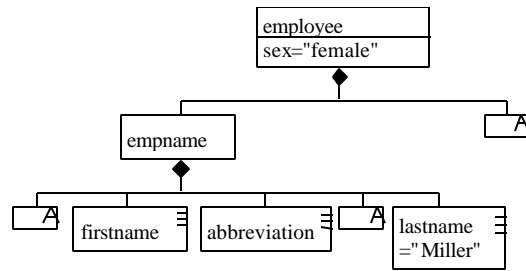 employee
sex="female"
empname
A
A
firstname
abbreviation
A
lastname
="Miller"